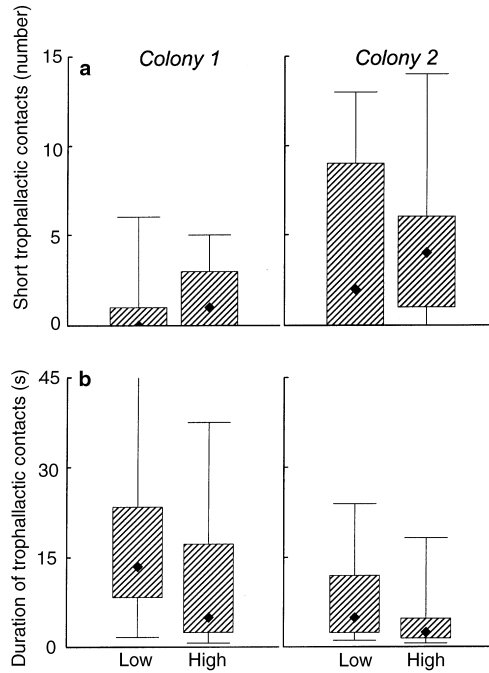 Colony 1 Colony 2
a
Short trophallactic contacts (number)
15
10
5
0
b
Duration of trophallactic contacts (s)
45
30
15
0
Low High Low High